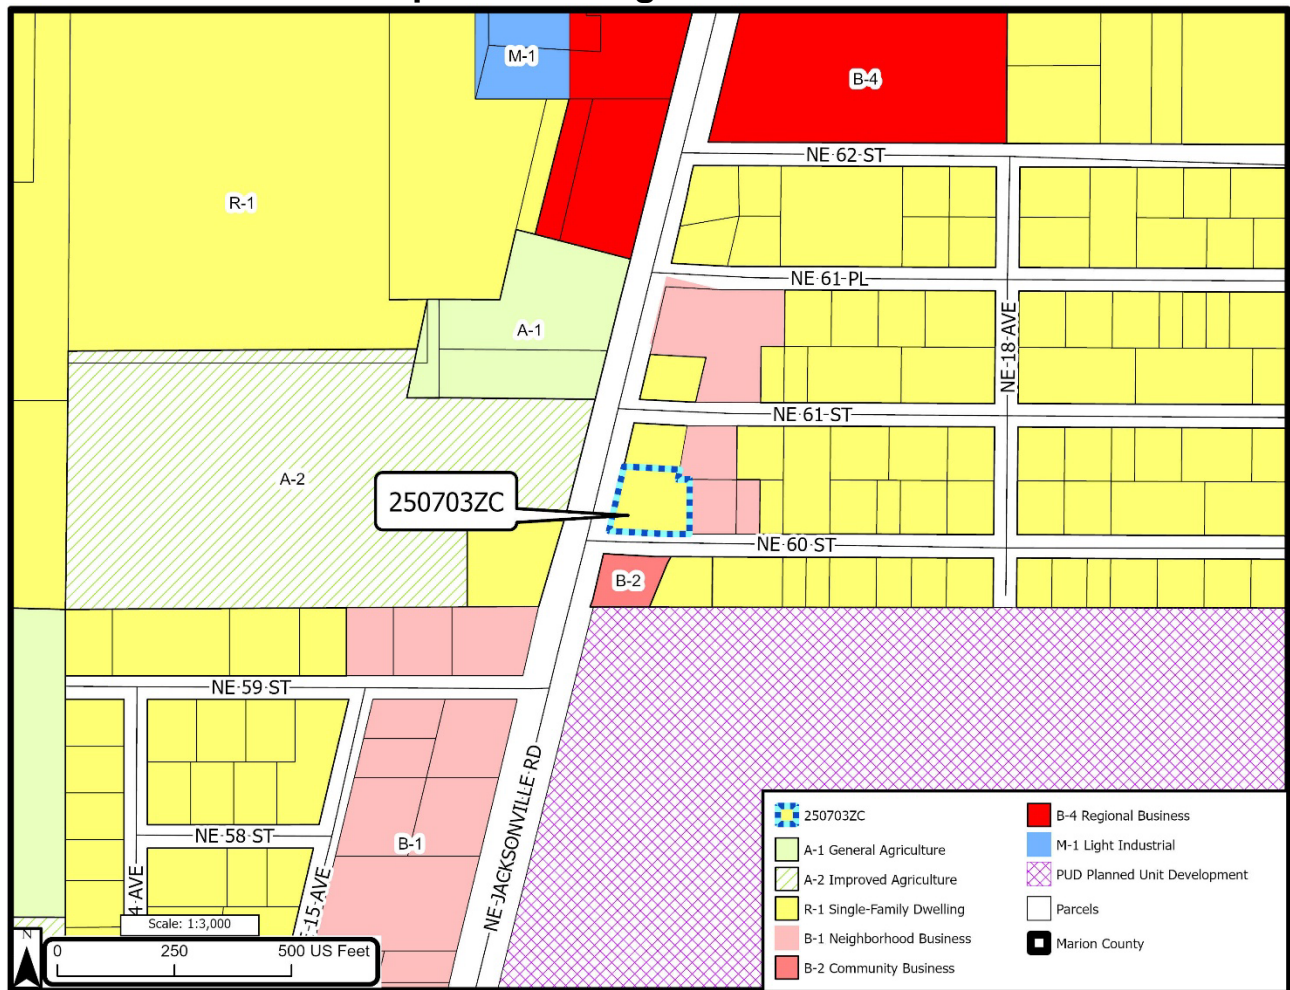 M-1
B-4
NE 62 ST
R-1
NE 61 PL
A-1
NE 18 AVE
NE 61 ST
A-2
250703ZC
NE 60 ST
B-2
NE 59 ST
NE JACKSONVILLE RD
NE 58 ST
B-1
4 AVE
15 AVE
Scale: 1:3,000
N
0 250 500 US Feet
250703ZC
A-1 General Agriculture
A-2 Improved Agriculture
R-1 Single-Family Dwelling
B-1 Neighborhood Business
B-2 Community Business
B-4 Regional Business
M-1 Light Industrial
PUD Planned Unit Development
Parcels
Marion County